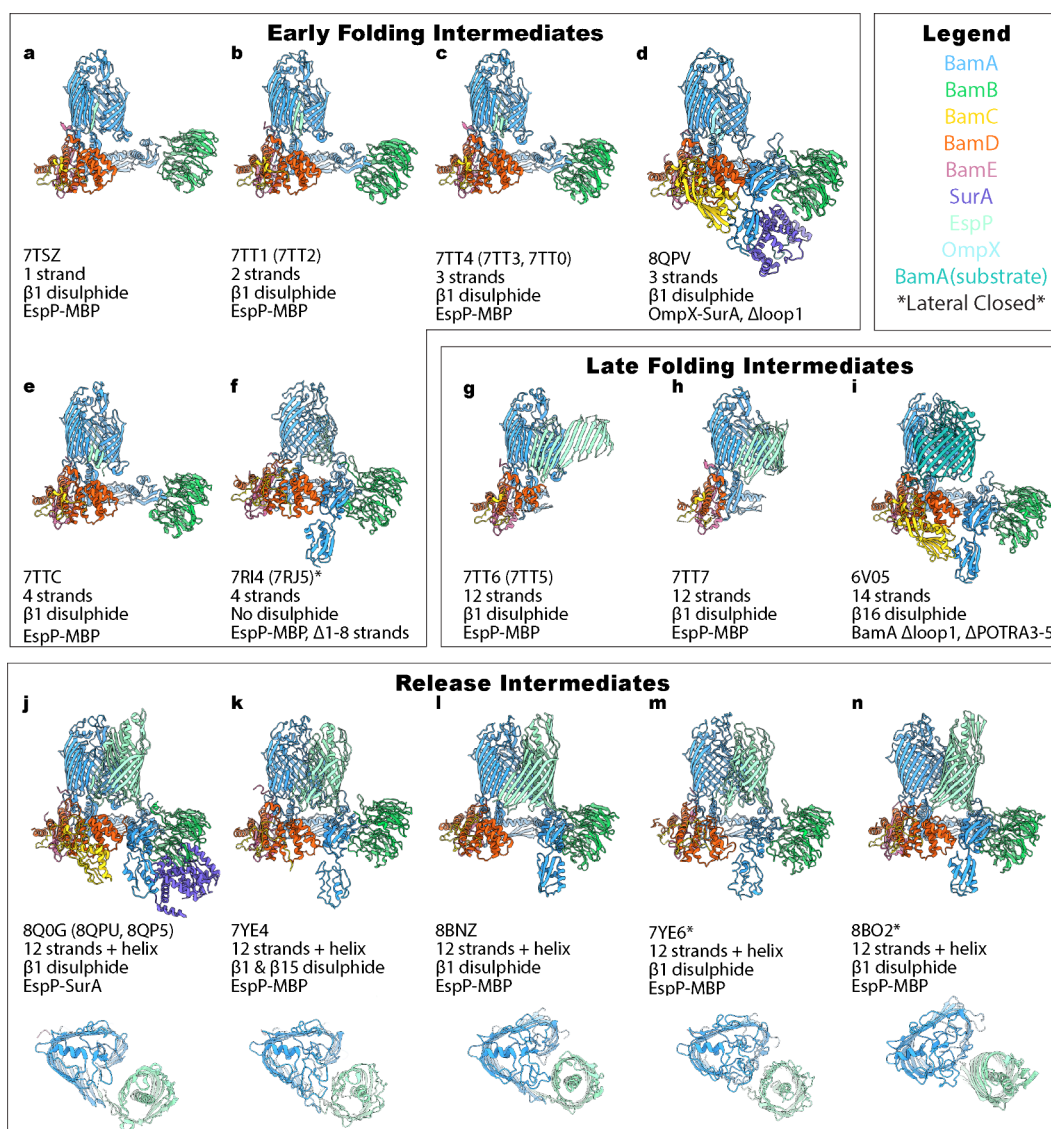 Early Folding Intermediates
a
b
c
d
7TSZ
1 strand
β1 disulphide
EspP-MBP
7TT1 (7TT2)
2 strands
β1 disulphide
EspP-MBP
7TT4 (7TT3, 7TT0)
3 strands
β1 disulphide
EspP-MBP
8QPV
3 strands
β1 disulphide
OmpX-SurA, Δloop1
Legend
BamA
BamB
BamC
BamD
BamE
SurA
EspP
OmpX
BamA(substrate)
*Lateral Closed*
e
f
7TTC
4 strands
β1 disulphide
EspP-MBP
7RI4 (7RJ5)*
4 strands
No disulphide
EspP-MBP, Δ1-8 strands
Late Folding Intermediates
g
h
i
7TT6 (7TT5)
12 strands
β1 disulphide
EspP-MBP
7TT7
12 strands
β1 disulphide
EspP-MBP
6V05
14 strands
β16 disulphide
BamA Δloop1, ΔPOTRA3-5
Release Intermediates
j
k
l
m
n
8Q0G (8QPU, 8QP5)
12 strands + helix
β1 disulphide
EspP-SurA
7YE4
12 strands + helix
β1 & β15 disulphide
EspP-MBP
8BNZ
12 strands + helix
β1 disulphide
EspP-MBP
7YE6*
12 strands + helix
β1 disulphide
EspP-MBP
8BO2*
12 strands + helix
β1 disulphide
EspP-MBP